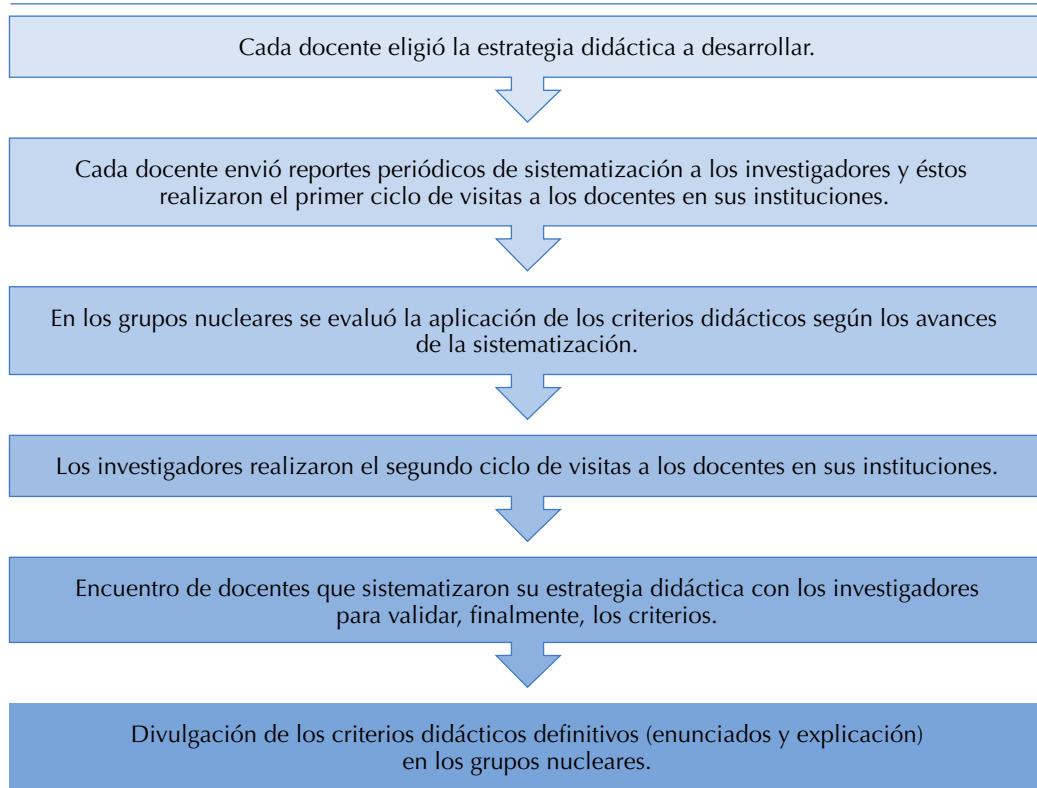 Cada docente eligió la estrategia didáctica a desarrollar.
Cada docente envió reportes periódicos de sistematización a los investigadores y éstos
realizaron el primer ciclo de visitas a los docentes en sus instituciones.
En los grupos nucleares se evaluó la aplicación de los criterios didácticos según los avances
de la sistematización.
Los investigadores realizaron el segundo ciclo de visitas a los docentes en sus instituciones.
Encuentro de docentes que sistematizaron su estrategia didáctica con los investigadores
para validar, finalmente, los criterios.
Divulgación de los criterios didácticos definitivos (enunciados y explicación)
en los grupos nucleares.